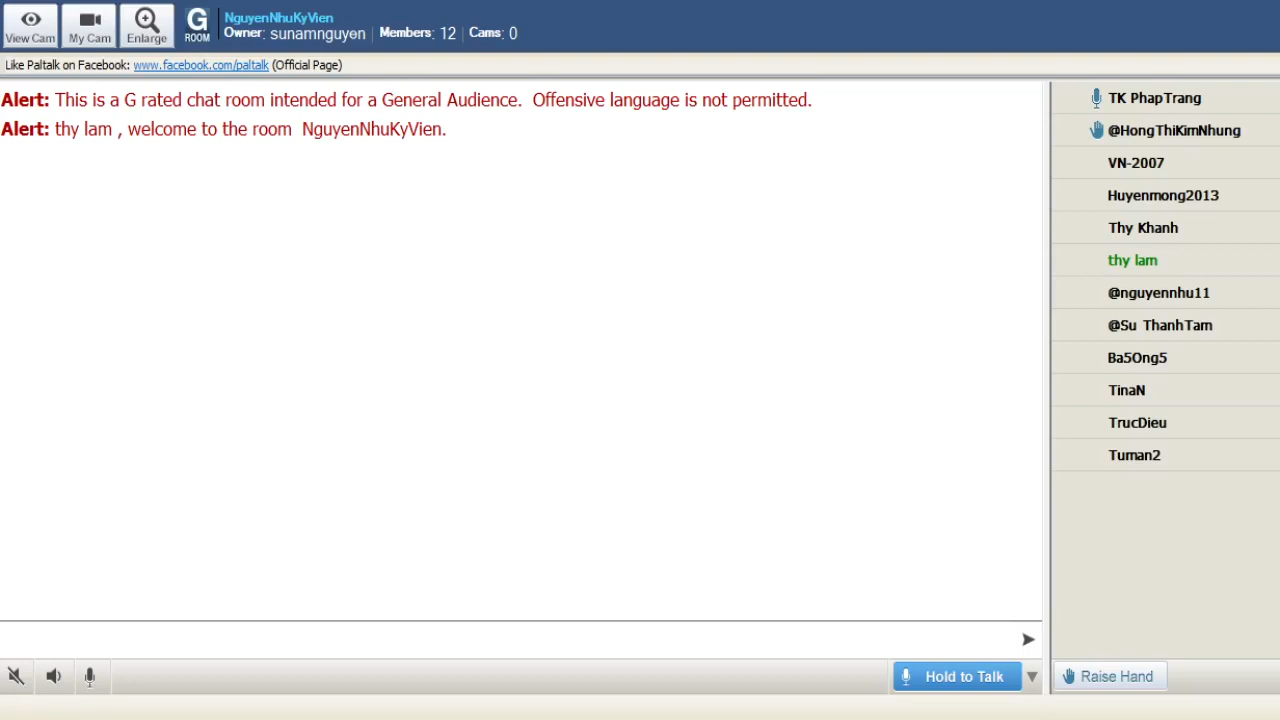 View Cam
My Cam
Enlarge
G
ROOM
NguyenNhuKyVien
Owner: sunamnguyen | Members: 12 | Cams: 0
Like Paltalk on Facebook: www.facebook.com/paltalk (Official Page)
Alert: This is a G rated chat room intended for a General Audience. Offensive language is not permitted.
Alert: thy lam , welcome to the room NguyenNhuKyVien.
TK PhapTrang
@HongThiKimNhung
VN-2007
Huyenmong2013
Thy Khanh
thy lam
@nguyennhu11
@Su ThanhTam
Ba5Ong5
TinaN
TrucDieu
Tuman2
Hold to Talk
Raise Hand